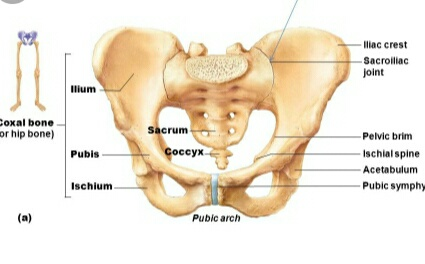 Iliac crest
Sacroiliac
joint
Ilium
Coxal bone
or hip bone)
Sacrum
Coccyx
Pubis
Ischium
Pelvic brim
Ischial spine
Acetabulum
Pubic symphy
(a)
Pubic arch